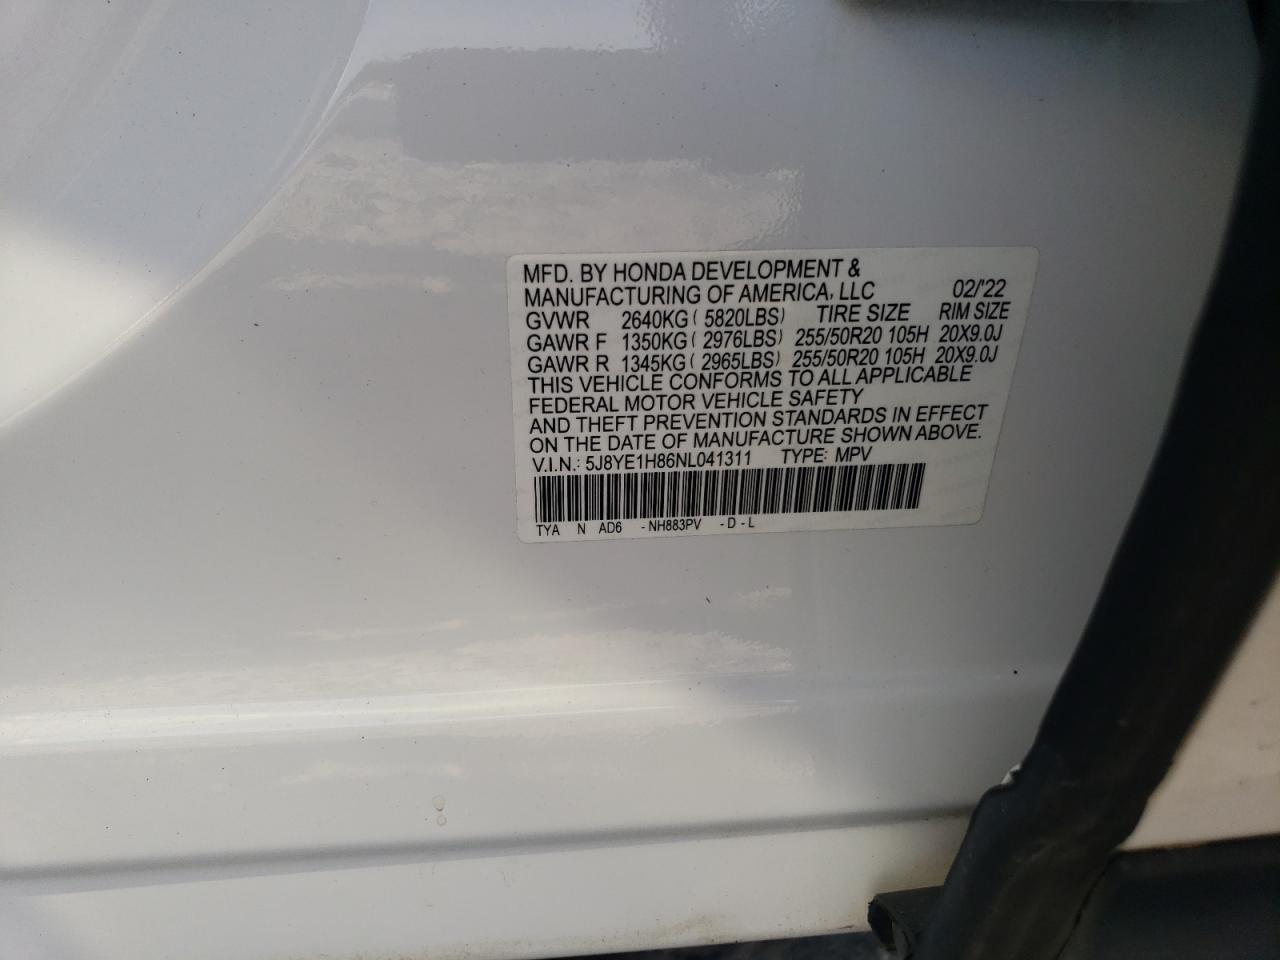 MFD. BY HONDA DEVELOPMENT &
MANUFACTURING OF AMERICA, LLC 02/'22
GVWR 2640KG ( 5820LBS) TIRE SIZE RIM SIZE
GAWR F 1350KG ( 2976LBS) 255/50R20 105H 20X9.0J
GAWR R 1345KG ( 2965LBS) 255/50R20 105H 20X9.0J
THIS VEHICLE CONFORMS TO ALL APPLICABLE
FEDERAL MOTOR VEHICLE SAFETY
AND THEFT PREVENTION STANDARDS IN EFFECT
ON THE DATE OF MANUFACTURE SHOWN ABOVE.
V.I.N.: 5J8YE1H86NL041311 TYPE: MPV
TYA N AD6 -NH883PV -D-L